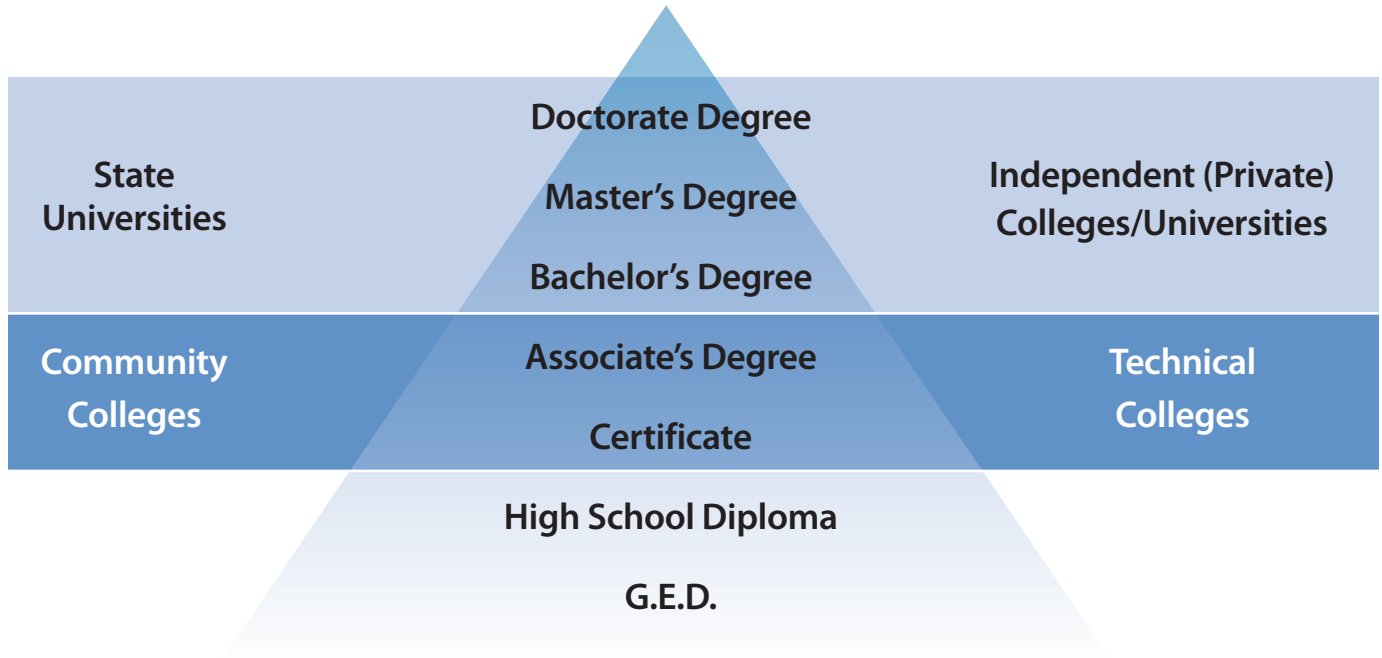 Doctorate Degree
State
Universities
Master’s Degree
Independent (Private)
Colleges/Universities
Bachelor’s Degree
Community
Colleges
Associate’s Degree
Certificate
Technical
Colleges
High School Diploma
G.E.D.